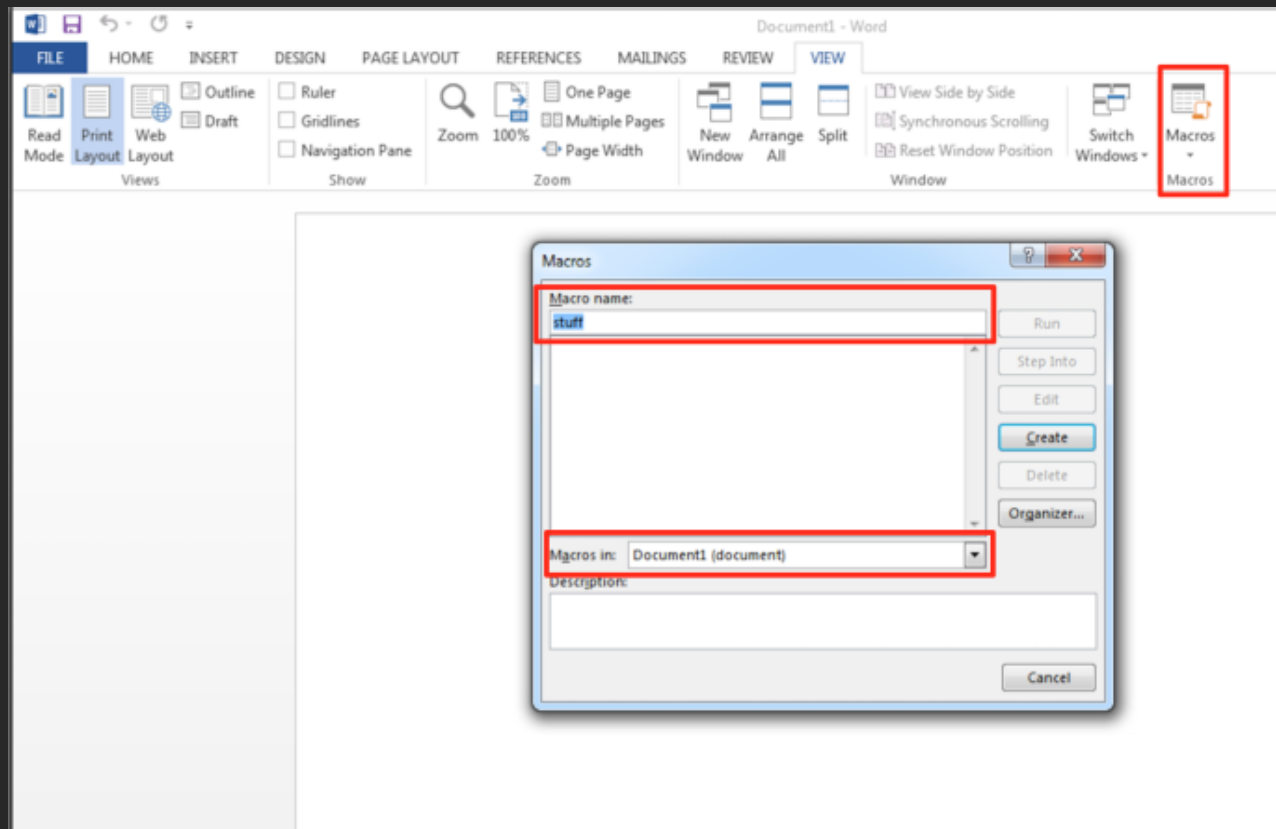 Document1 - Word
FILE HOME INSERT DESIGN PAGE LAYOUT REFERENCES MAILINGS REVIEW VIEW
Read Mode
Print Layout
Web Layout
Outline
Draft
Views
Ruler
Gridlines
Navigation Pane
Show
Zoom
100%
One Page
Multiple Pages
Page Width
Zoom
New Window
Arrange All
Split
View Side by Side
Synchronous Scrolling
Reset Window Position
Window
Switch Windows
Macros
Macros
Macros
Macro name:
stuff
Run
Step Into
Edit
Create
Delete
Organizer...
Macros in: Document1 (document)
Description:
Cancel